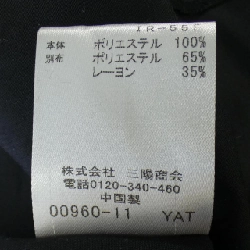 IR-55
本体 ポリエステル 100%
別布 ポリエステル 65%
レーヨン 35%
株式会社 三陽商会
電話0120-340-460
中国製
00960-11 YAT